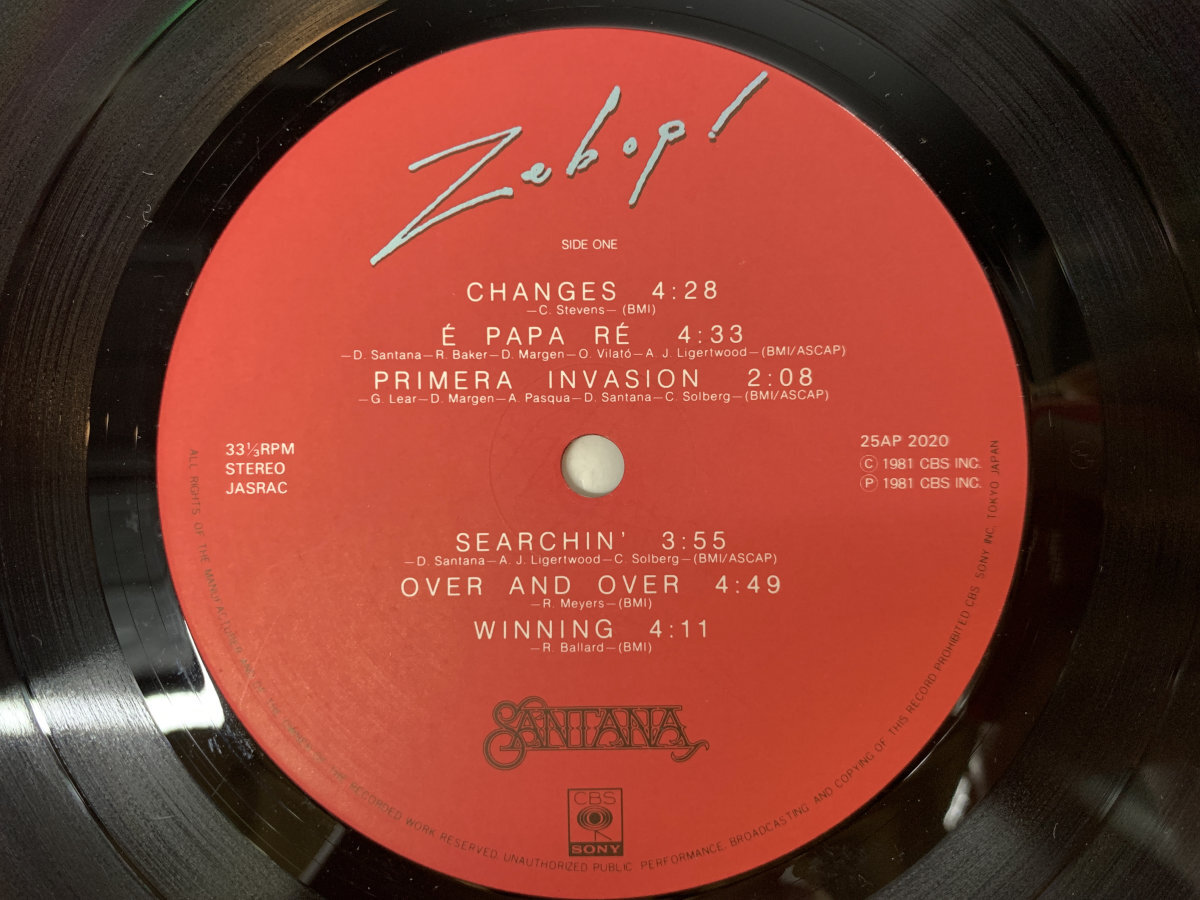 Zebop!
SIDE ONE
CHANGES 4:28
—C. Stevens— (BMI)
É PAPA RÉ 4:33
—D. Santana—R. Baker—D. Margen—O. Vilató—A. J. Ligertwood—(BMI/ASCAP)
PRIMERA INVASION 2:08
—G. Lear—D. Margen—A. Pasqua—D. Santana—C. Solberg—(BMI/ASCAP)
33⅓RPM
STEREO
JASRAC
25AP 2020
Ⓒ 1981 CBS INC.
Ⓟ 1981 CBS INC.
SEARCHIN' 3:55
—D. Santana—A. J. Ligertwood—C. Solberg—(BMI/ASCAP)
OVER AND OVER 4:49
—R. Meyers—(BMI)
WINNING 4:11
—R. Ballard—(BMI)
SANTANA
CBS
SONY
ALL RIGHTS OF THE MANUFACTURER AND OF THE OWNER OF THE RECORDED WORK RESERVED. UNAUTHORIZED PUBLIC PERFORMANCE, BROADCASTING AND COPYING OF THIS RECORD PROHIBITED CBS SONY INC. TOKYO JAPAN